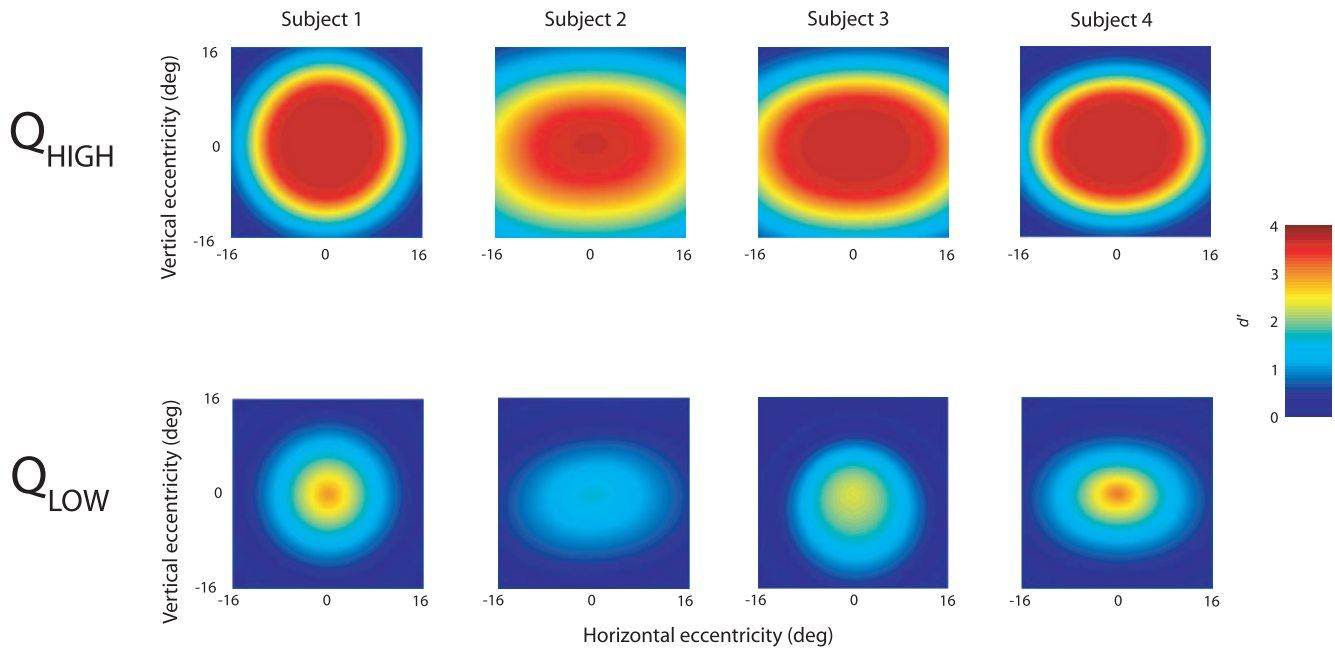 Subject 1 Subject 2 Subject 3 Subject 4
Q HIGH
Vertical eccentricity (deg)
16
0
-16
-16 0 16 -16 0 16 -16 0 16 -16 0 16
4
3
2
1
0
d'
Q LOW
Vertical eccentricity (deg)
16
0
-16
-16 0 16 -16 0 16 -16 0 16 -16 0 16
Horizontal eccentricity (deg)